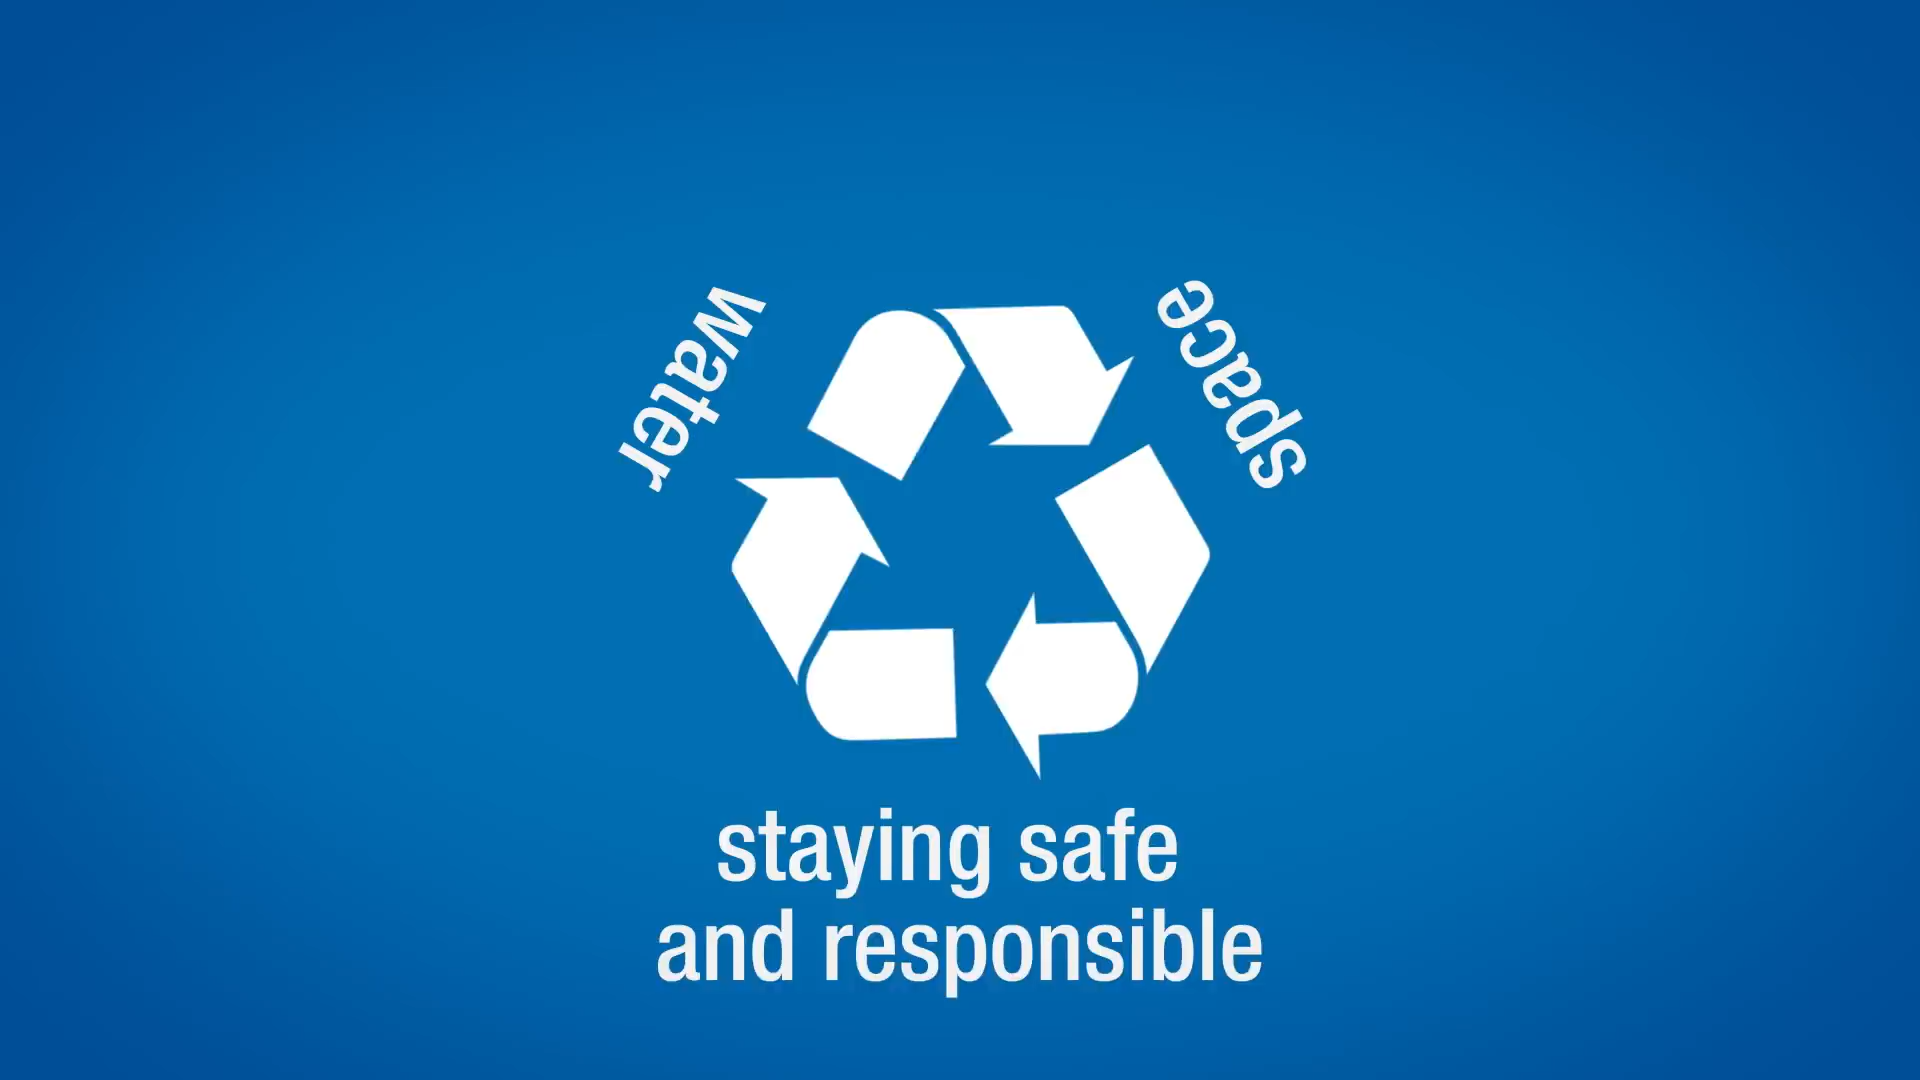 water
space
staying safe
and responsible